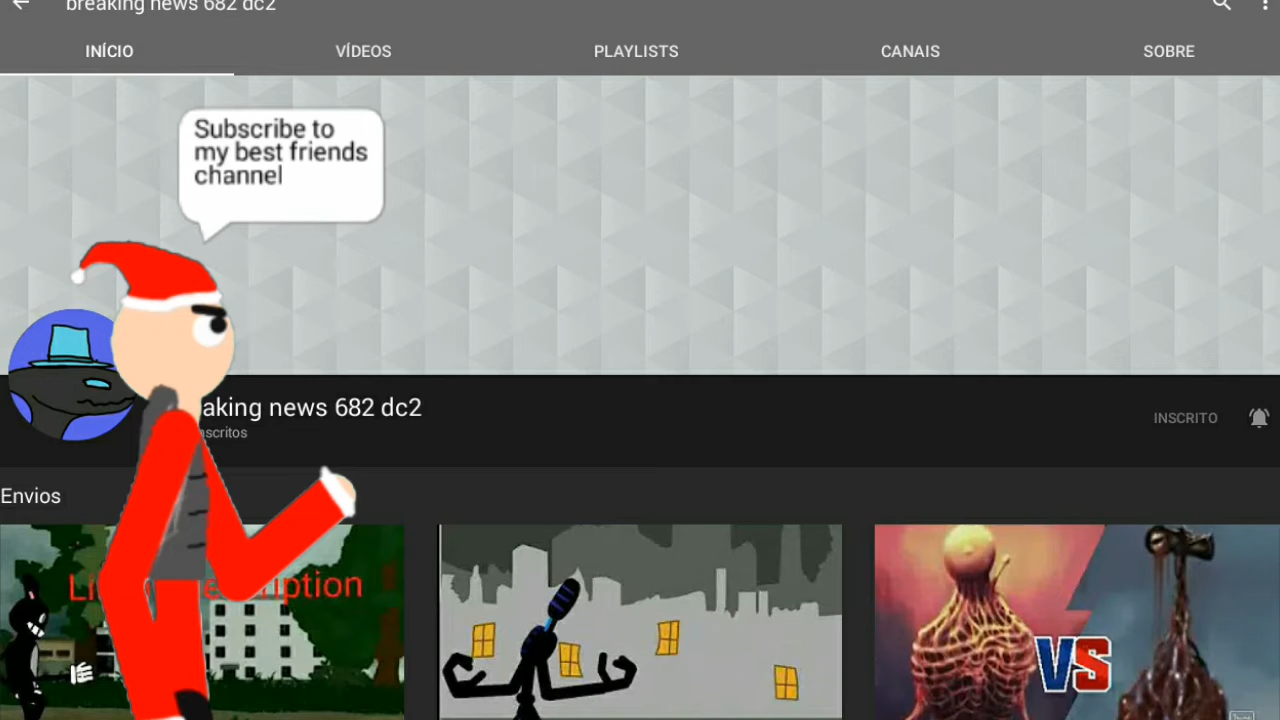 breaking news 682 dc2
INÍCIO
VÍDEOS
PLAYLISTS
CANAIS
SOBRE
Subscribe to
my best friends
channel
aking news 682 dc2
nscritos
INSCRITO
Envios
VS